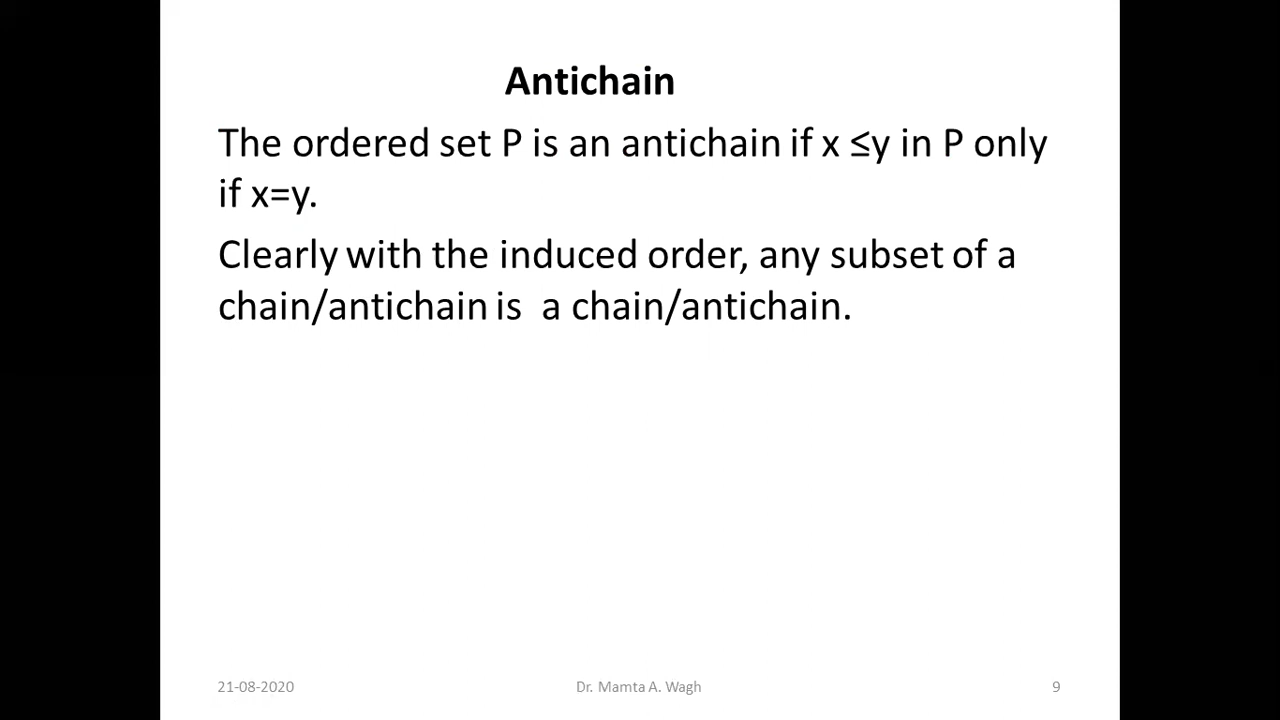 Antichain
The ordered set P is an antichain if x ≤y in P only
if x=y.
Clearly with the induced order, any subset of a
chain/antichain is a chain/antichain.
21-08-2020
Dr. Mamta A. Wagh
9